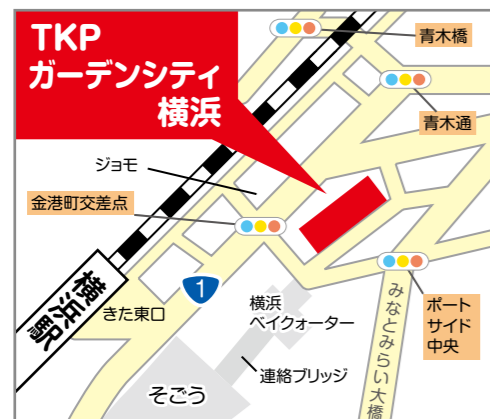 TKP
ガーデンシティ
横浜
青木橋
青木通
ジョモ
金港町交差点
横浜駅
きた東口
1
横浜
ベイクォーター
連絡ブリッジ
そごう
みなとみらい大橋
ポート
サイド
中央